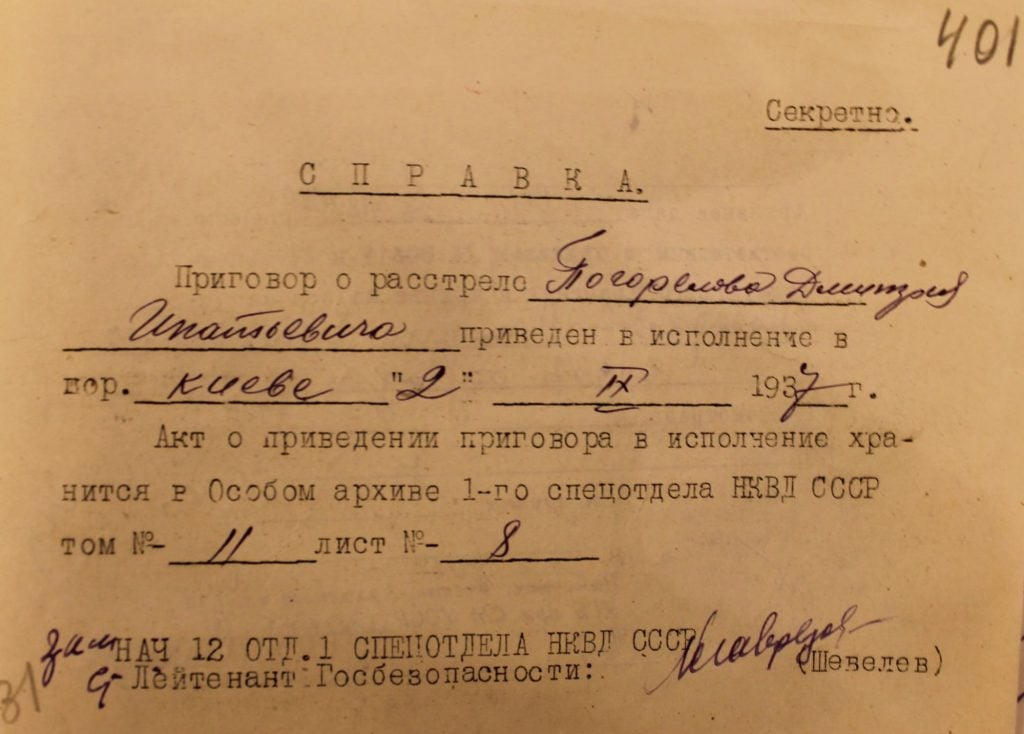 401
Секретно.
СПРАВКА.
Приговор о расстреле Погорелова Дмитрия
Ипатьевича приведен в исполнение в
гор. Киеве "2" IX 1937 г.
Акт о приведении приговора в исполнение хра-
нится в Особом архиве 1-го спецотдела НКВД СССР
том №- 11 лист №- 8
зам НАЧ 12 ОТД.1 СПЕЦОТДЕЛА НКВД СССР
Ст Лейтенант Госбезопасности: (Шевелев)